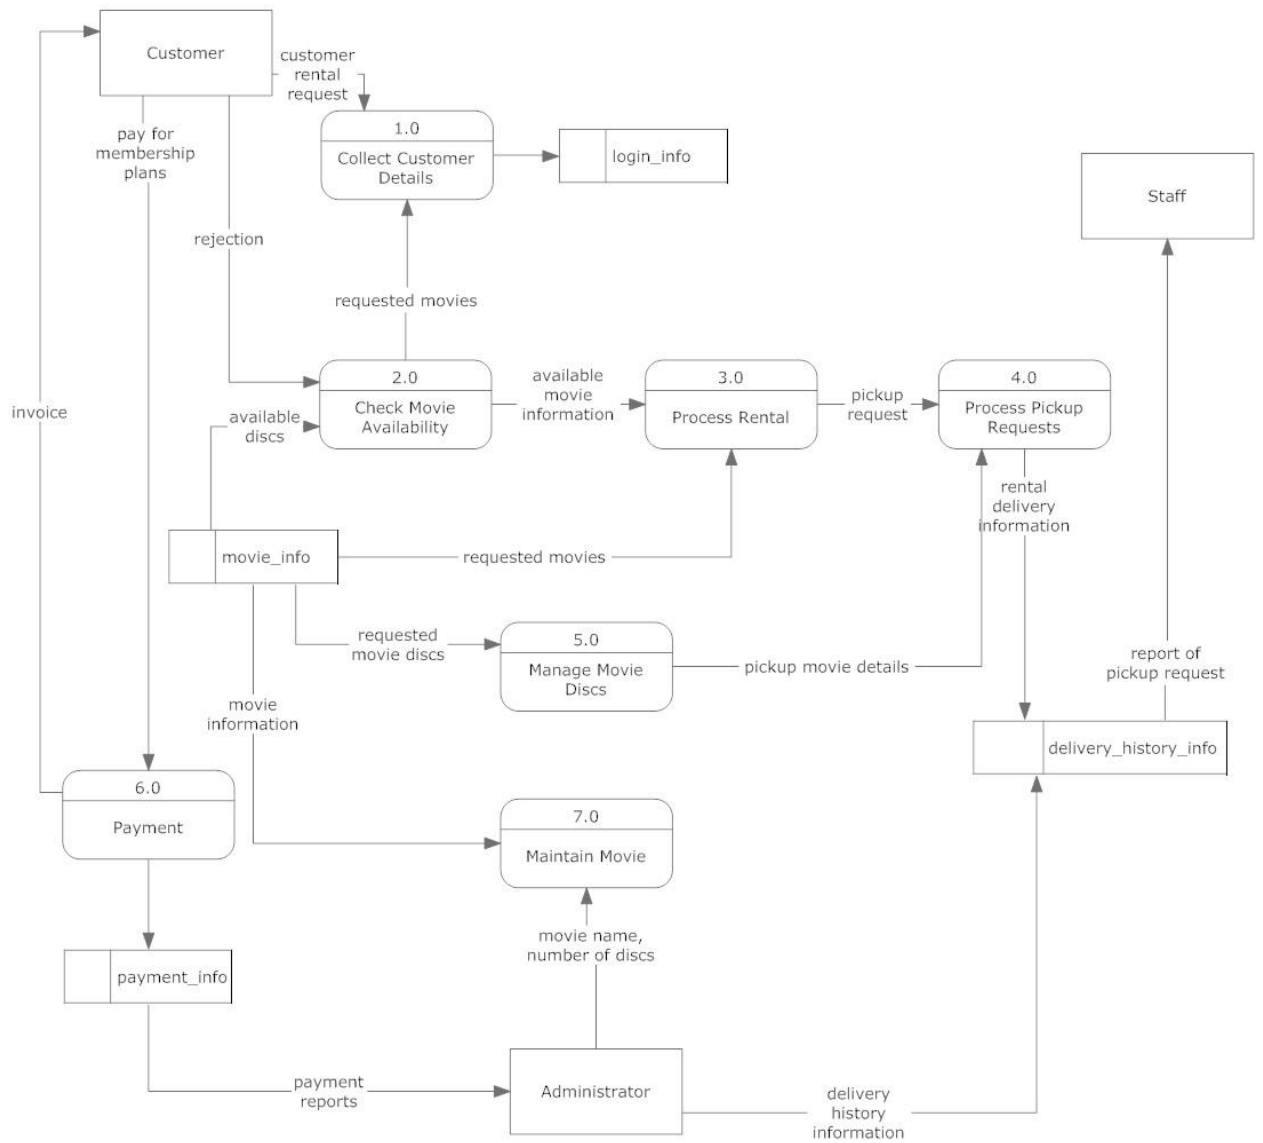 Customer
customer
rental
request
pay for
membership
plans
1.0
Collect Customer
Details
login_info
Staff
rejection
requested movies
invoice
available
discs
2.0
Check Movie
Availability
available
movie
information
3.0
Process Rental
pickup
request
4.0
Process Pickup
Requests
rental
delivery
information
movie_info
requested movies
requested
movie discs
5.0
Manage Movie
Discs
pickup movie details
report of
pickup request
movie
information
delivery_history_info
6.0
Payment
7.0
Maintain Movie
movie name,
number of discs
payment_info
payment
reports
Administrator
delivery
history
information